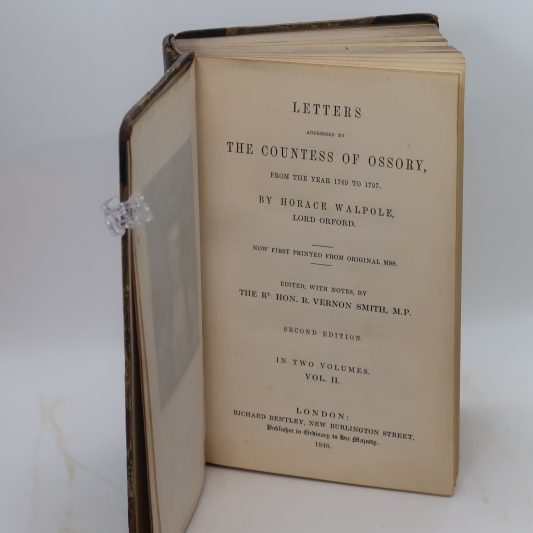 LETTERS
ADDRESSED TO
THE COUNTESS OF OSSORY,
FROM THE YEAR 1769 TO 1797.
BY HORACE WALPOLE,
LORD ORFORD.
NOW FIRST PRINTED FROM ORIGINAL MSS.
EDITED, WITH NOTES, BY
THE RT. HON. R. VERNON SMITH, M.P.
SECOND EDITION.
IN TWO VOLUMES.
VOL. II.
LONDON:
RICHARD BENTLEY, NEW BURLINGTON STREET,
Publisher in Ordinary to Her Majesty.
1848.